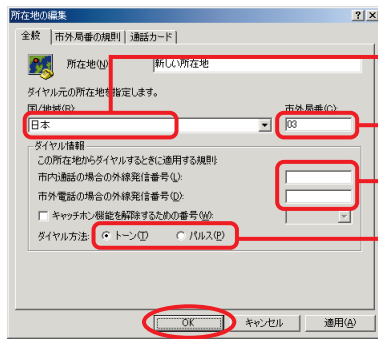 所在地の編集
全般 市外局番の規則 通話カード
所在地(N): 新しい所在地
ダイヤル元の所在地を指定します。
国/地域(R): 市外局番(C):
日本 03
ダイヤル情報
この所在地からダイヤルするときに適用する規則:
市内通話の場合の外線発信番号(L):
市外電話の場合の外線発信番号(D):
キャッチホン機能を解除するための番号(W):
ダイヤル方法: トーン(T) パルス(P)
OK キャンセル 適用(A)